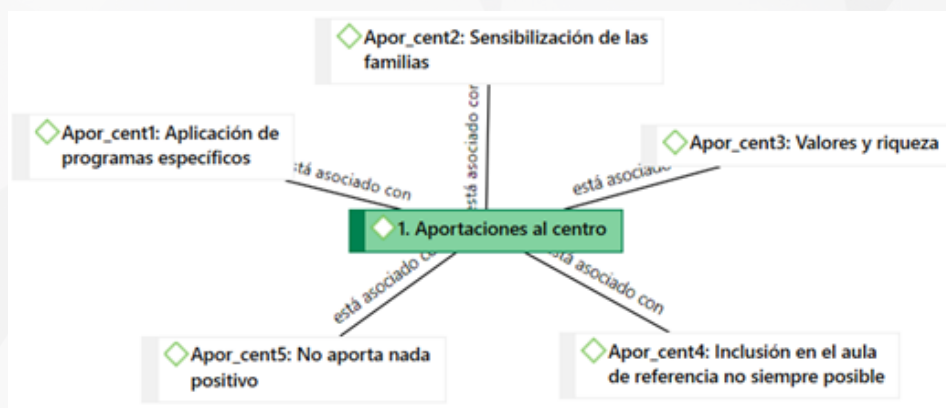 Apor_cent2: Sensibilización de las
familias
Apor_cent1: Aplicación de
programas específicos
Apor_cent3: Valores y riqueza
está asociado con
está asociado con
está asociado
1. Aportaciones al centro
está asociado
está asociado con
Apor_cent5: No aporta nada
positivo
Apor_cent4: Inclusión en el aula
de referencia no siempre posible